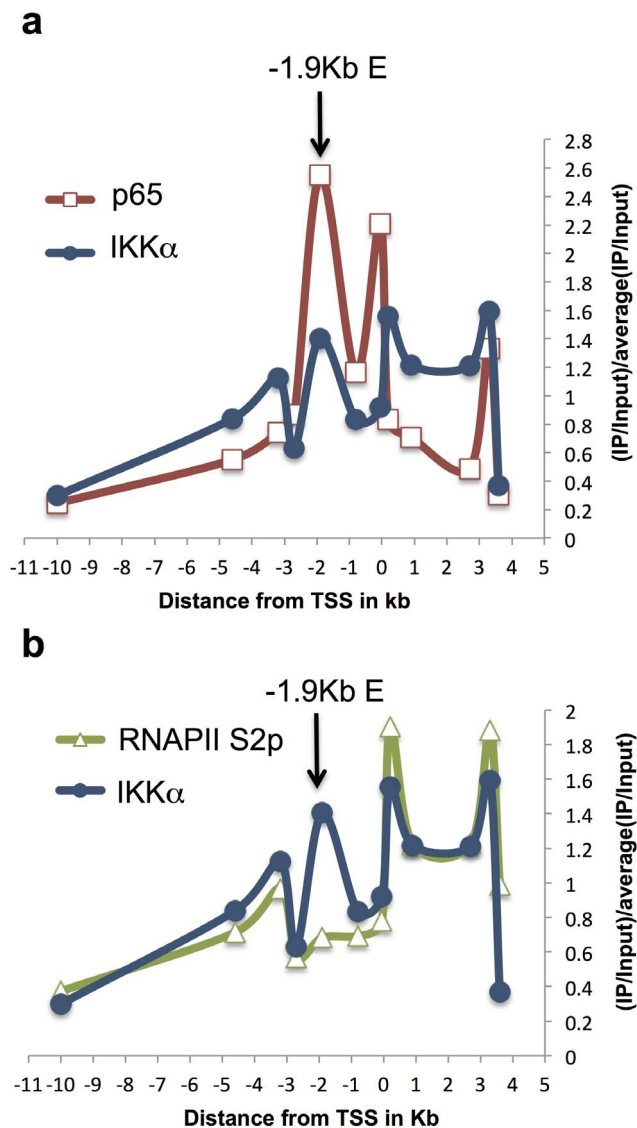 a
-1.9Kb E
p65
IKKα
2.8
2.6
2.4
2.2
2
1.8
1.6
1.4
1.2
1
0.8
0.6
0.4
0.2
0
(IP/Input)/average(IP/Input)
-11 -10 -9 -8 -7 -6 -5 -4 -3 -2 -1 0 1 2 3 4 5
Distance from TSS in kb
b
-1.9Kb E
RNAPII S2p
IKKα
2
1.8
1.6
1.4
1.2
1
0.8
0.6
0.4
0.2
0
(IP/Input)/average(IP/Input)
-11 -10 -9 -8 -7 -6 -5 -4 -3 -2 -1 0 1 2 3 4 5
Distance from TSS in Kb